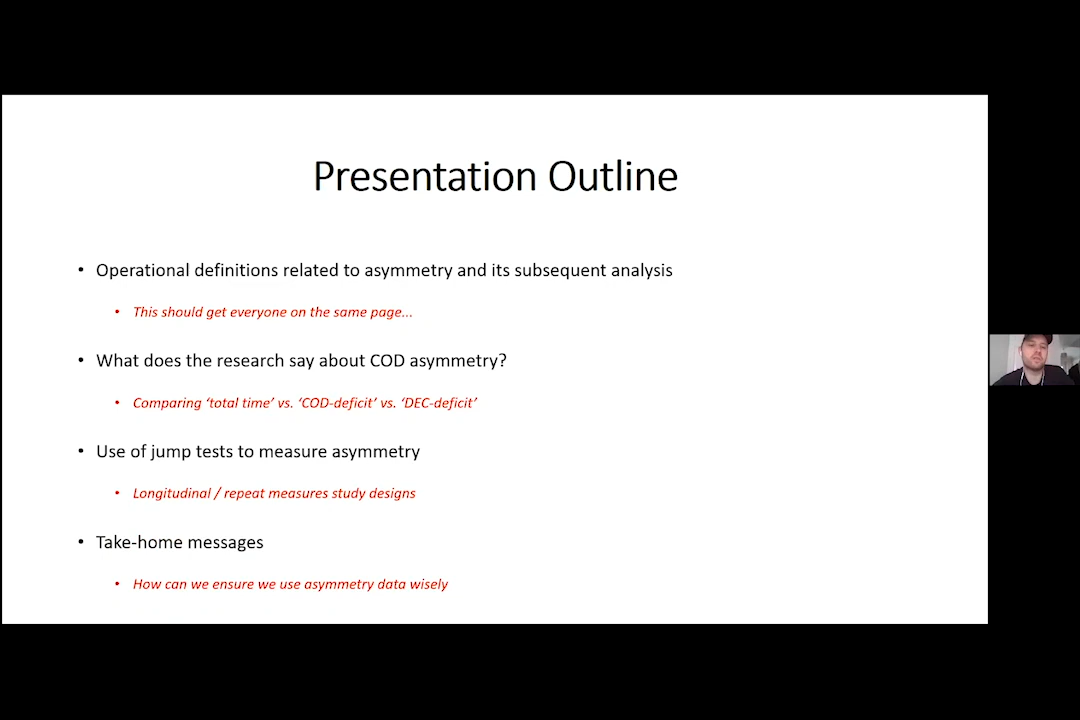 Presentation Outline
• Operational definitions related to asymmetry and its subsequent analysis
• This should get everyone on the same page...
• What does the research say about COD asymmetry?
• Comparing ‘total time’ vs. ‘COD-deficit’ vs. ‘DEC-deficit’
• Use of jump tests to measure asymmetry
• Longitudinal / repeat measures study designs
• Take-home messages
• How can we ensure we use asymmetry data wisely